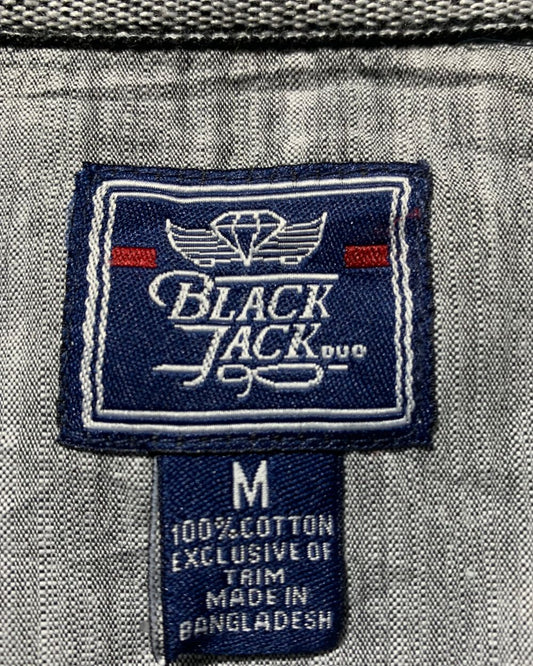 BLACK
JACK DUO
M
100% COTTON
EXCLUSIVE OF
TRIM
MADE IN
BANGLADESH